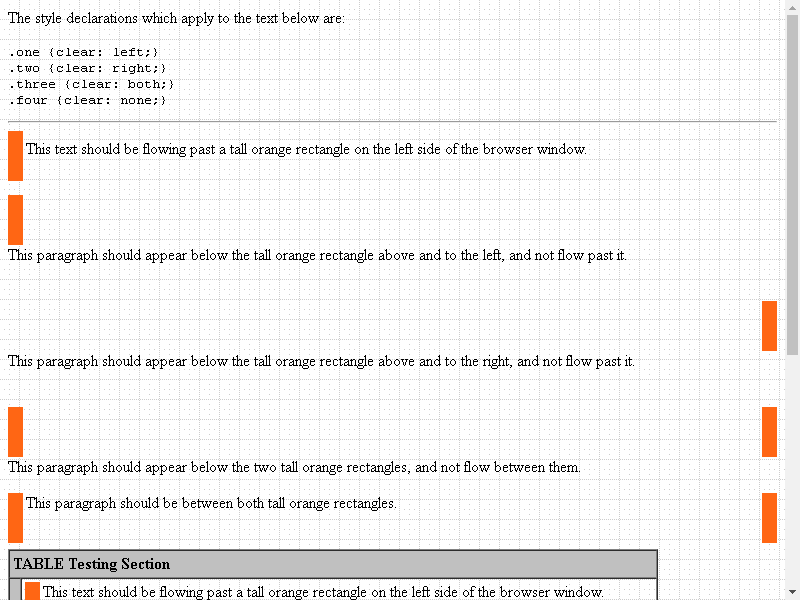 The style declarations which apply to the text below are:
.one {clear: left;}
.two {clear: right;}
.three {clear: both;}
.four {clear: none;}
This text should be flowing past a tall orange rectangle on the left side of the browser window.
This paragraph should appear below the tall orange rectangle above and to the left, and not flow past it.
This paragraph should appear below the tall orange rectangle above and to the right, and not flow past it.
This paragraph should appear below the two tall orange rectangles, and not flow between them.
This paragraph should be between both tall orange rectangles.
TABLE Testing Section
This text should be flowing past a tall orange rectangle on the left side of the browser window.